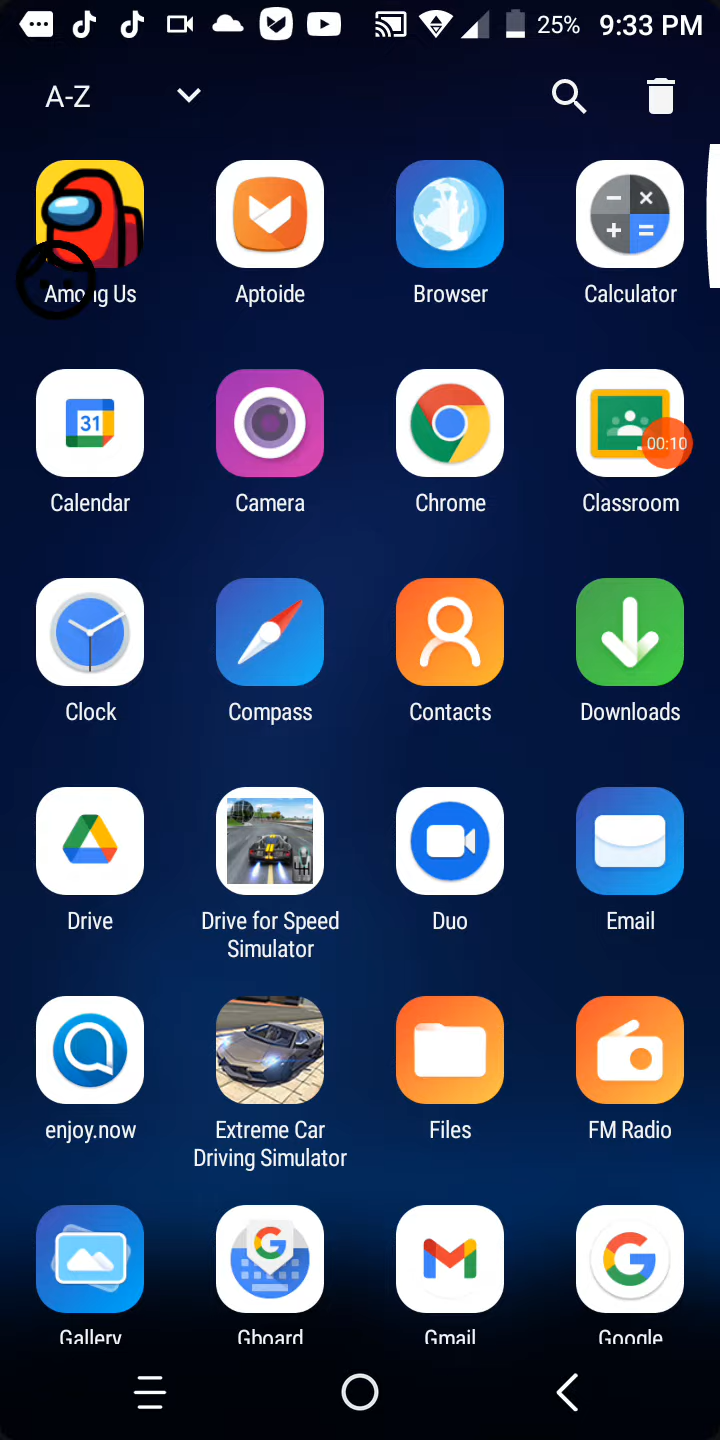 25% 9:33 PM
A-Z
Among Us Aptoide Browser Calculator
31
00:10
Calendar Camera Chrome Classroom
Clock Compass Contacts Downloads
Drive Drive for Speed Duo Email
Simulator
enjoy.now Extreme Car Files FM Radio
Driving Simulator
Gallery Gboard Gmail Google